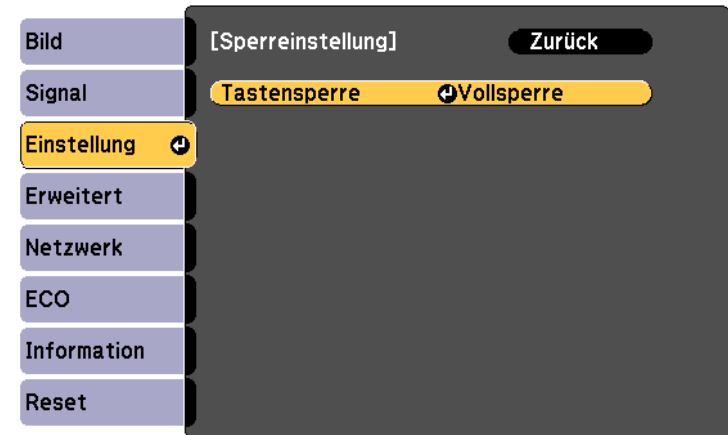 Bild
Signal
Einstellung
Erweitert
Netzwerk
ECO
Information
Reset
[Sperreinstellung] Zurück
Tastensperre Vollsperre